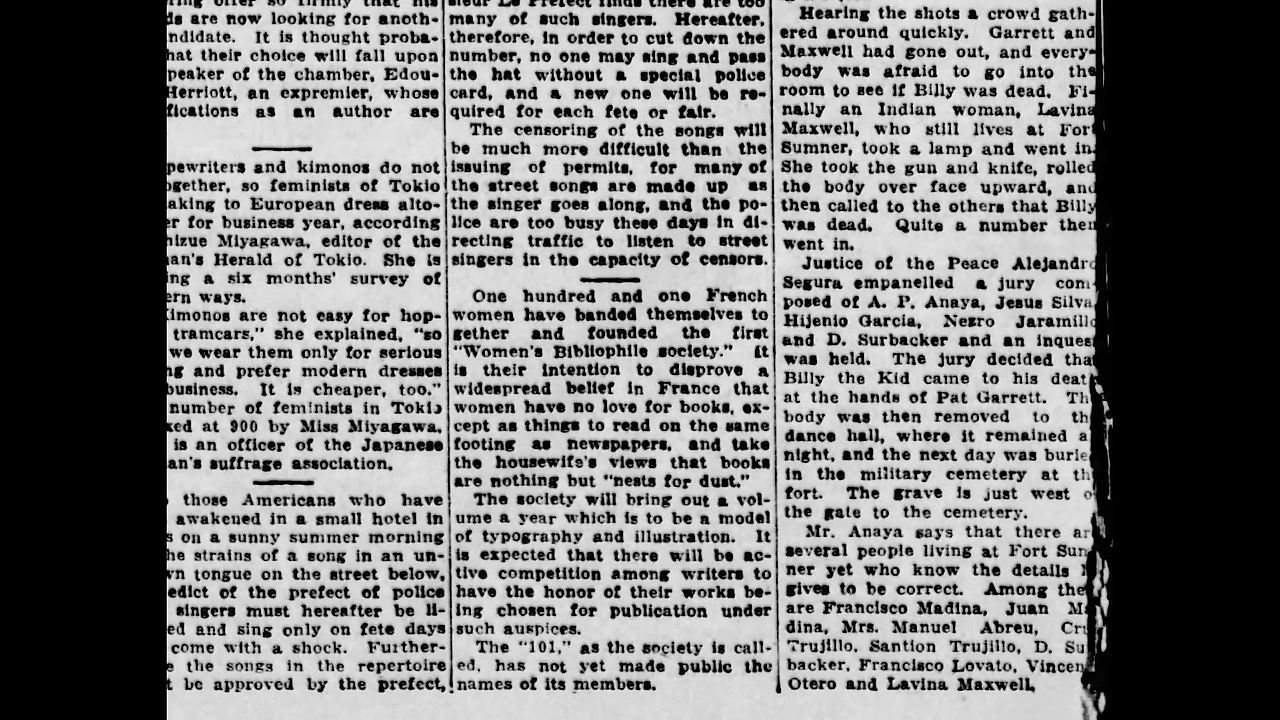 ds are now looking for anoth-
ndidate. It is thought proba-
hat their choice will fall upon
peaker of the chamber, Edou-
Herriott, an expremier, whose
fications as an author are
pewriters and kimonos do not
ogether, so feminists of Tokio
aking to European dress alto-
er for business year, according
hizue Miyagawa, editor of the
an's Herald of Tokio. She is
ing a six months' survey of
ern ways.
Kimonos are not easy for hop-
tramcars," she explained, "so
we wear them only for serious
ng and prefer modern dresses
business. It is cheaper, too."
number of feminists in Tokio
ked at 900 by Miss Miyagawa,
is an officer of the Japanese
an's suffrage association.
those Americans who have
awakened in a small hotel in
s on a sunny summer morning
he strains of a song in an un-
wn tongue on the street below,
edict of the prefect of police
singers must hereafter be li-
ed and sing only on fete days
come with a shock. Further-
e the songs in the repertoire
t be approved by the prefect,
sieur Le Prefect finds there are too
many of such singers. Hereafter,
therefore, in order to cut down the
number, no one may sing and pass
the hat without a special police
card, and a new one will be re-
quired for each fete or fair.
The censoring of the songs will
be much more difficult than the
issuing of permits, for many of
the street songs are made up as
the singer goes along, and the po-
lice are too busy these days in di-
recting traffic to listen to street
singers in the capacity of censors.
One hundred and one French
women have banded themselves to
gether and founded the first
"Women's Bibliophile society." It
is their intention to disprove a
widespread belief in France that
women have no love for books, ex-
cept as things to read on the same
footing as newspapers, and take
the housewife's views that books
are nothing but "nests for dust."
The society will bring out a vol-
ume a year which is to be a model
of typography and illustration. It
is expected that there will be ac-
tive competition among writers to
have the honor of their works be-
ing chosen for publication under
such auspices.
The "101," as the society is call-
ed, has not yet made public the
names of its members.
Hearing the shots a crowd gath-
ered around quickly. Garrett and
Maxwell had gone out, and every-
body was afraid to go into the
room to see if Billy was dead. Fi-
nally an Indian woman, Lavina
Maxwell, who still lives at Fort
Sumner, took a lamp and went in.
She took the gun and knife, rolled
the body over face upward, and
then called to the others that Billy
was dead. Quite a number then
went in.
Justice of the Peace Alejandro
Segura empanelled a jury com
posed of A. P. Anaya, Jesus Silva
Hijenio Garcia, Negro Jaramillo
and D. Surbacker and an inques
was held. The jury decided tha
Billy the Kid came to his deat
at the hands of Pat Garrett. Th
body was then removed to th
dance hall, where it remained a
night, and the next day was burie
in the military cemetery at th
fort. The grave is just west o
the gate to the cemetery.
Mr. Anaya says that there ar
several people living at Fort Sum
ner yet who know the details
gives to be correct. Among the
are Francisco Madina, Juan Ma
dina, Mrs. Manuel Abreu, Cru
Trujillo, Santion Trujillo, D. Su
backer, Francisco Lovato, Vincen
Otero and Lavina Maxwell.